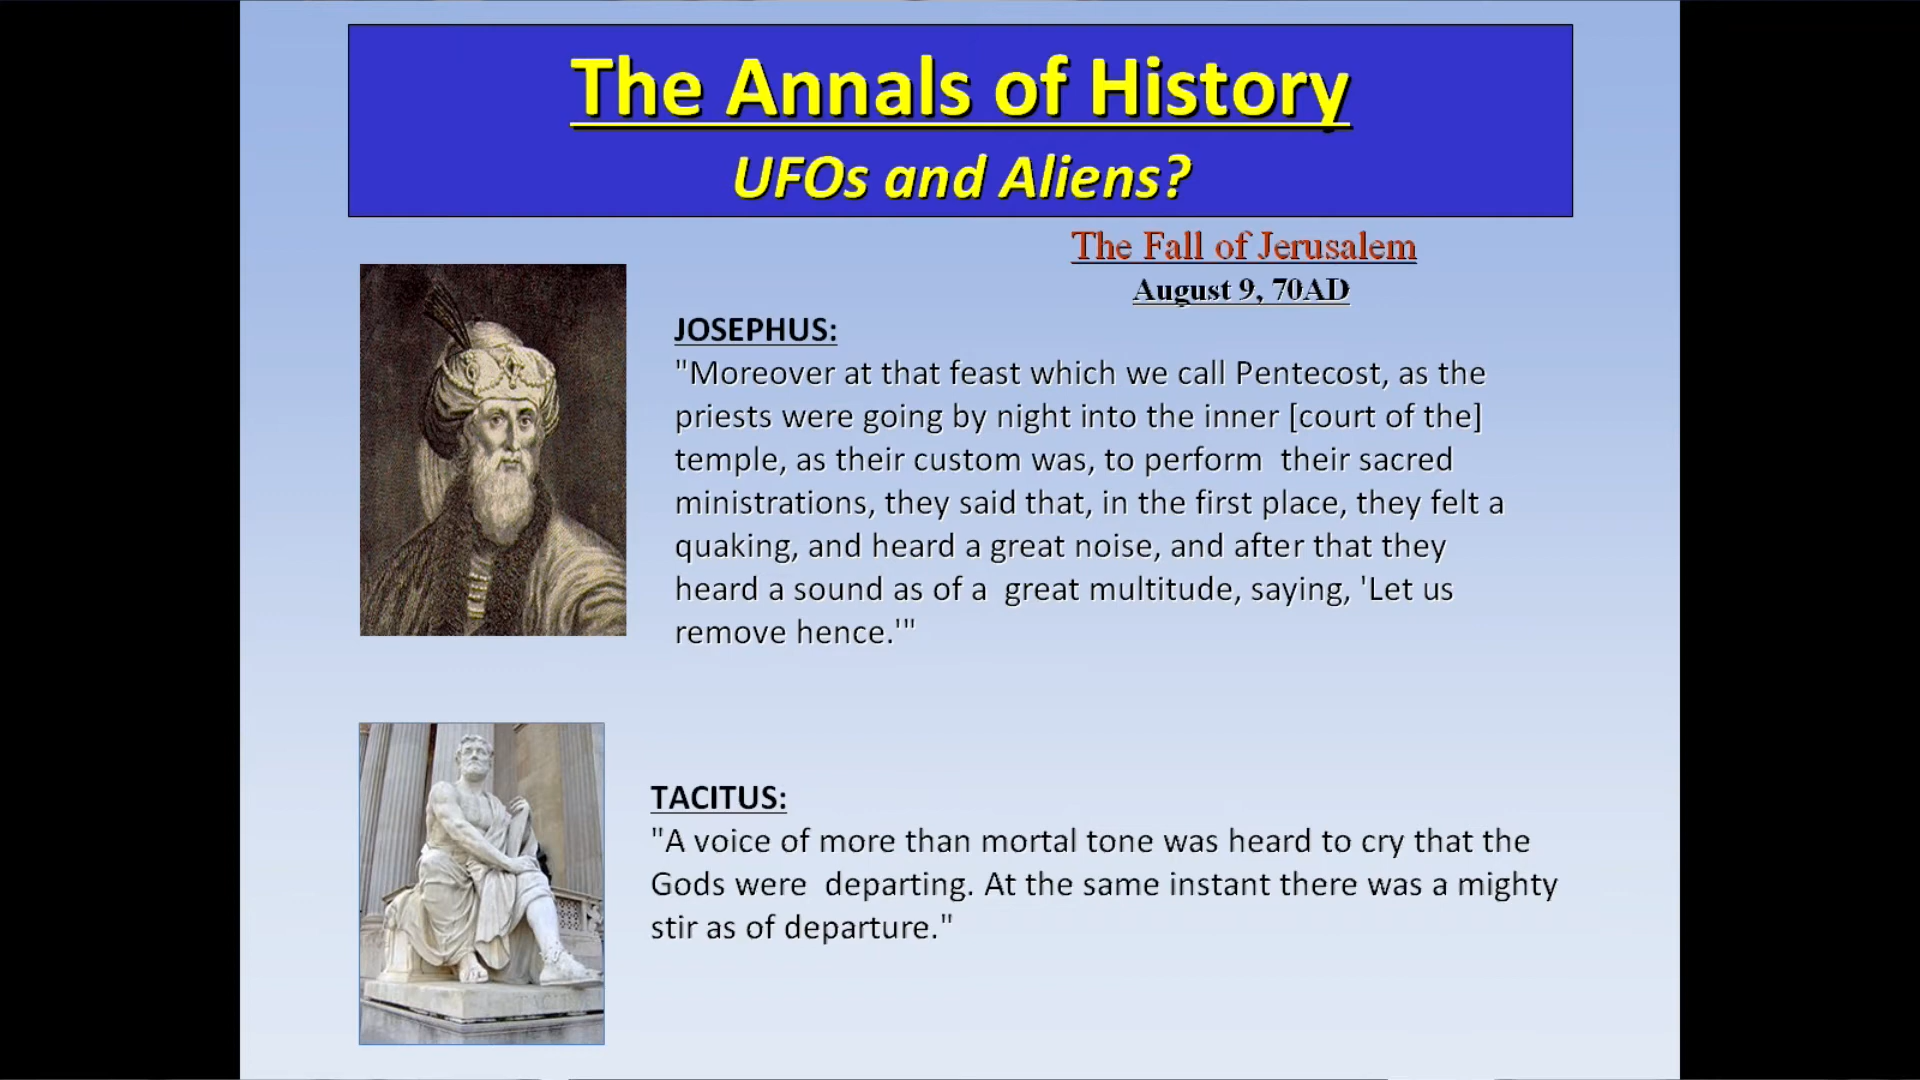 The Annals of History
UFOs and Aliens?
The Fall of Jerusalem
August 9, 70AD
JOSEPHUS:
"Moreover at that feast which we call Pentecost, as the
priests were going by night into the inner [court of the]
temple, as their custom was, to perform  their sacred
ministrations, they said that, in the first place, they felt a
quaking, and heard a great noise, and after that they
heard a sound as of a  great multitude, saying, 'Let us
remove hence.'"
TACITUS:
"A voice of more than mortal tone was heard to cry that the
Gods were  departing. At the same instant there was a mighty
stir as of departure."
TACITUS